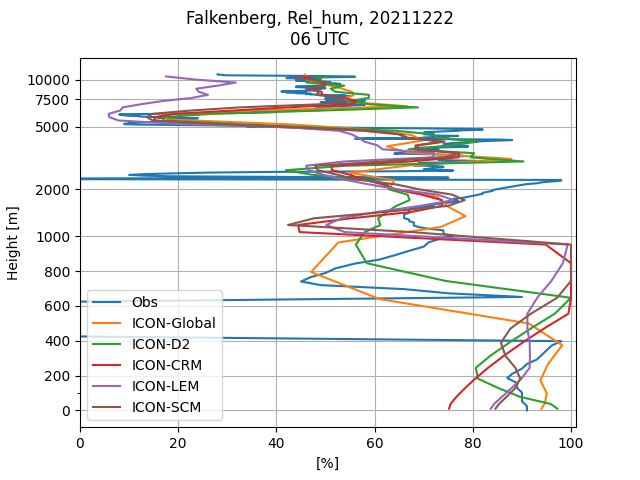 Falkenberg, Rel_hum, 20211222
06 UTC
10000
7500
5000
2000
1000
800
600
400
200
0
Height [m]
Obs
ICON-Global
ICON-D2
ICON-CRM
ICON-LEM
ICON-SCM
0 20 40 60 80 100
[%]